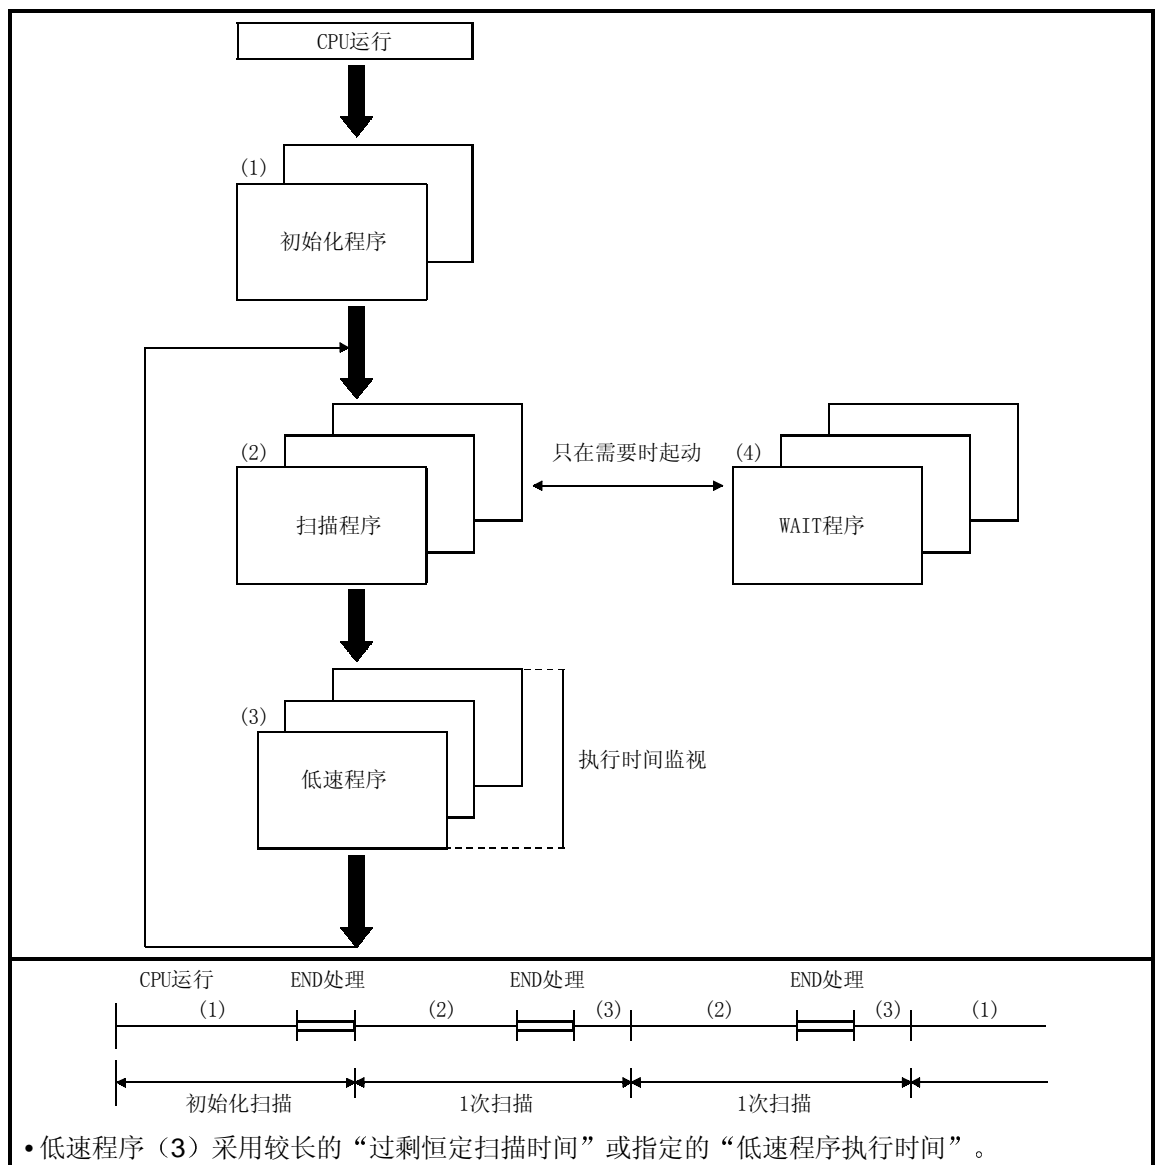 CPU运行
(1)
初始化程序
(2)
只在需要时起动
(4)
扫描程序
WAIT程序
(3)
执行时间监视
低速程序
CPU运行
END处理
END处理
END处理
(1)
(2)
(3)
(2)
(3)
(1)
初始化扫描
1次扫描
1次扫描
•低速程序（3）采用较长的“过剩恒定扫描时间”或指定的“低速程序执行时间”。